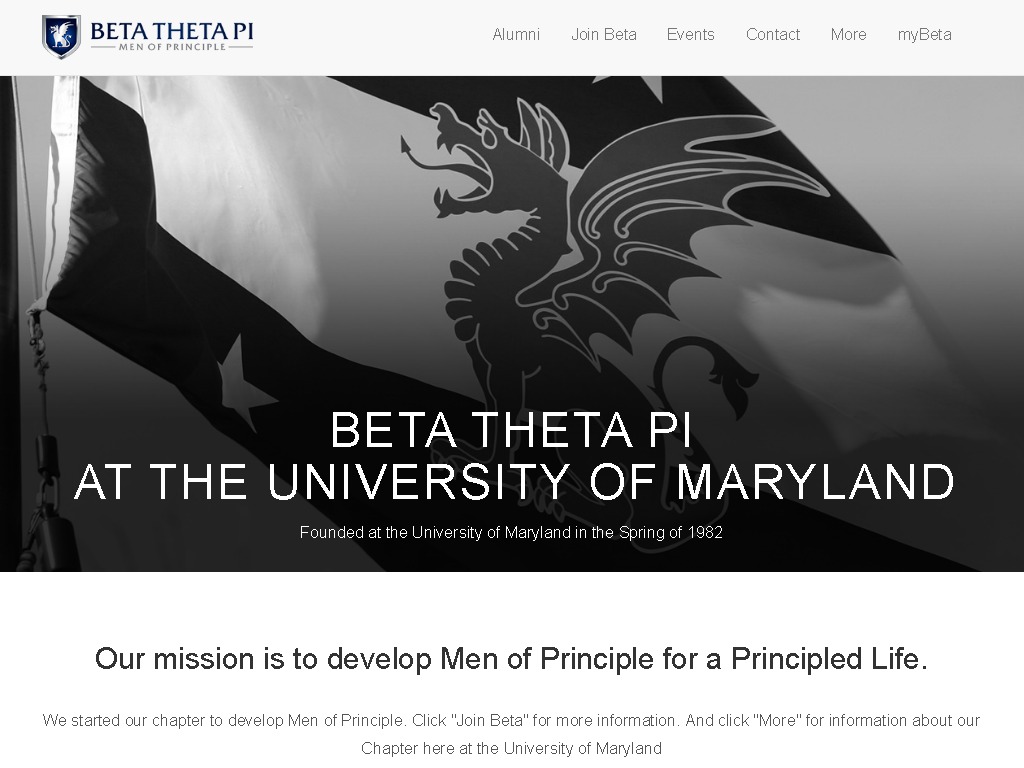 BETA THETA PI
MEN OF PRINCIPLE
Alumni Join Beta Events Contact More myBeta
BETA THETA PI
AT THE UNIVERSITY OF MARYLAND
Founded at the University of Maryland in the Spring of 1982
Our mission is to develop Men of Principle for a Principled Life.
We started our chapter to develop Men of Principle. Click "Join Beta" for more information. And click "More" for information about our
Chapter here at the University of Maryland